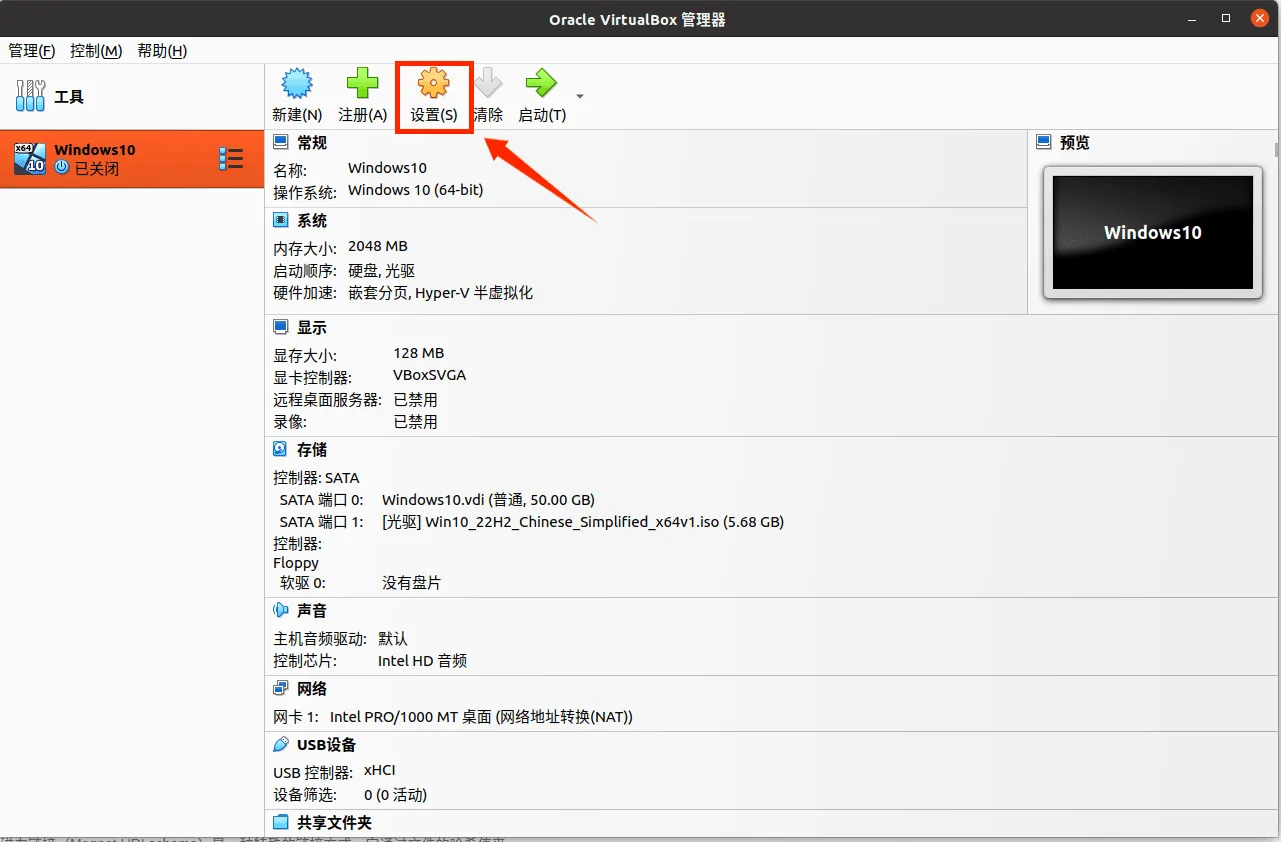 Oracle VirtualBox 管理器
管理(F) 控制(M) 帮助(H)
工具
新建(N) 注册(A) 设置(S) 清除 启动(T)
x64
10
Windows10
已关闭
常规
名称: Windows10
操作系统: Windows 10 (64-bit)
预览
Windows10
系统
内存大小: 2048 MB
启动顺序: 硬盘, 光驱
硬件加速: 嵌套分页, Hyper-V 半虚拟化
显示
显存大小: 128 MB
显卡控制器: VBoxSVGA
远程桌面服务器: 已禁用
录像: 已禁用
存储
控制器: SATA
SATA 端口 0: Windows10.vdi (普通, 50.00 GB)
SATA 端口 1: [光驱] Win10_22H2_Chinese_Simplified_x64v1.iso (5.68 GB)
控制器:
Floppy
软驱 0: 没有盘片
声音
主机音频驱动: 默认
控制芯片: Intel HD 音频
网络
网卡 1: Intel PRO/1000 MT 桌面 (网络地址转换(NAT))
USB设备
USB 控制器: xHCI
设备筛选: 0 (0 活动)
共享文件夹